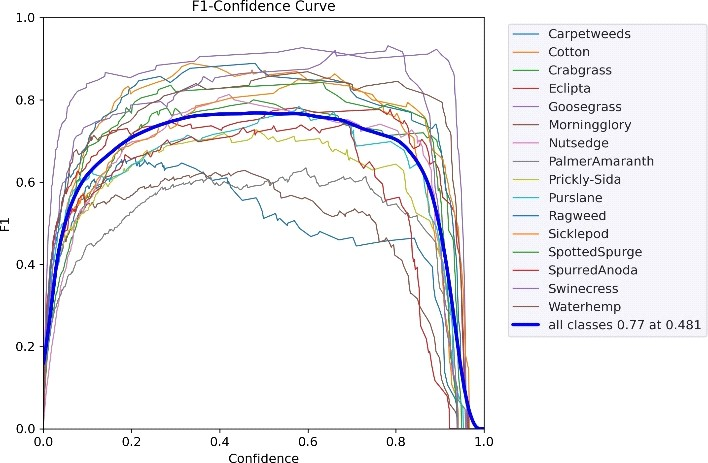 F1-Confidence Curve
1.0
0.8
0.6
0.4
0.2
0.0
F1
0.0 0.2 0.4 0.6 0.8 1.0
Confidence
Carpetweeds
Cotton
Crabgrass
Eclipta
Goosegrass
Morningglory
Nutsedge
PalmerAmaranth
Prickly-Sida
Purslane
Ragweed
Sicklepod
SpottedSpurge
SpurredAnoda
Swinecress
Waterhemp
all classes 0.77 at 0.481